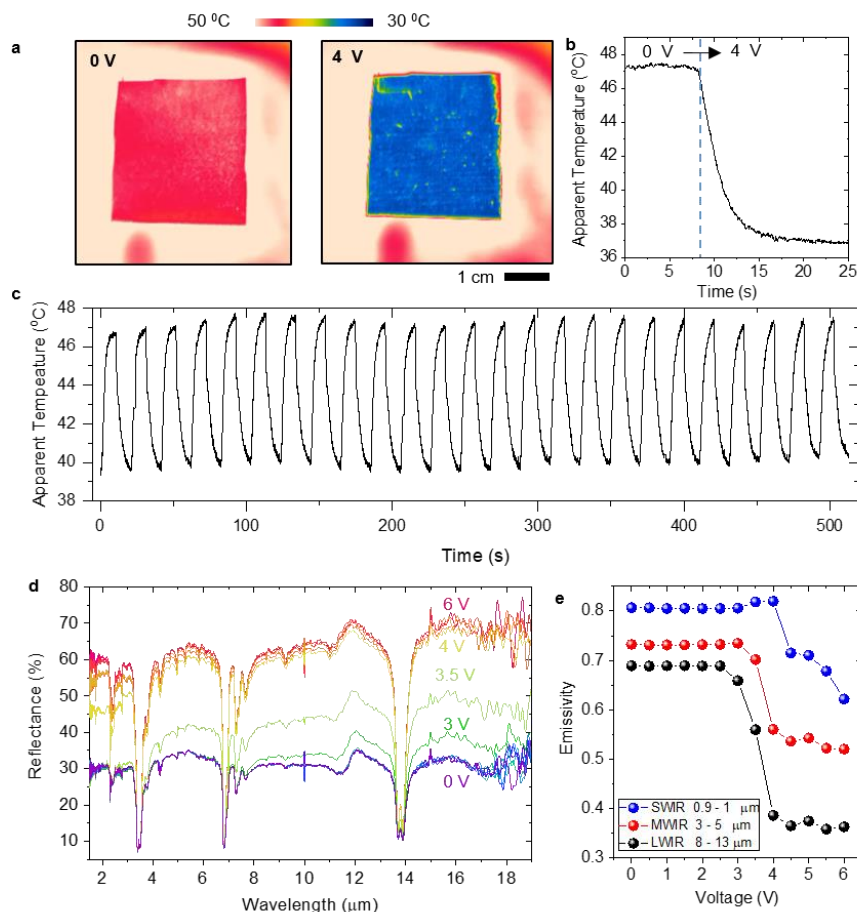 50 ⁰C 30 ⁰C
a
0 V
4 V
1 cm
b
0 V 4 V
48
46
44
42
40
38
36
Apparent Temperature (⁰C)
0 5 10 15 20 25
Time (s)
c
48
46
44
42
40
38
Apparent Tempeature (⁰C)
0 100 200 300 400 500
Time (s)
d
80
70
60
50
40
30
20
10
Reflectance (%)
6 V
4 V
3.5 V
3 V
0 V
2 4 6 8 10 12 14 16 18
Wavelength (μm)
e
0.8
0.7
0.6
0.5
0.4
0.3
Emissivity
SWIR 0.9 - 1 μm
MWIR 3 - 5 μm
LWIR 8 - 13 μm
0 1 2 3 4 5 6
Voltage (V)